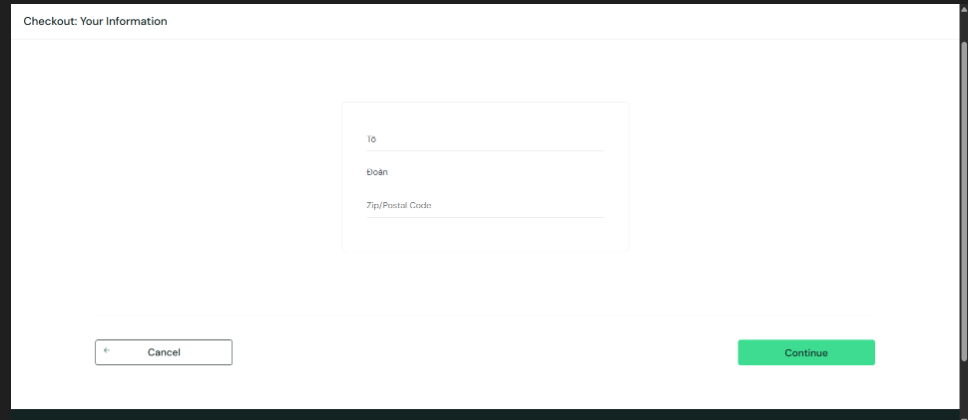 Checkout: Your Information
Tô
Đoàn
Zip/Postal Code
Cancel
Continue